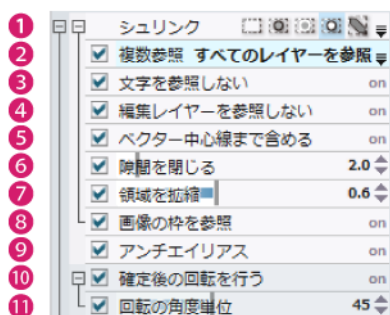 1 シュリンク
2 複数参照 すべてのレイヤーを参照
3 文字を参照しない on
4 編集レイヤーを参照しない on
5 ベクター中心線まで含める on
6 隙間を閉じる 2.0
7 領域を拡縮 0.6
8 画像の枠を参照 on
9 アンチエイリアス on
10 確定後の回転を行う on
11 回転の角度単位 45